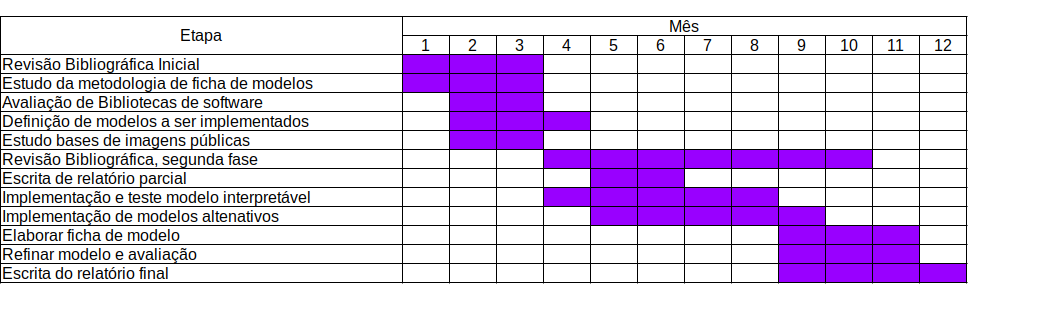 Etapa
Mês
1 2 3 4 5 6 7 8 9 10 11 12
Revisão Bibliográfica Inicial
Estudo da metodologia de ficha de modelos
Avaliação de Bibliotecas de software
Definição de modelos a ser implementados
Estudo bases de imagens públicas
Revisão Bibliográfica, segunda fase
Escrita de relatório parcial
Implementação e teste modelo interpretável
Implementação de modelos altenativos
Elaborar ficha de modelo
Refinar modelo e avaliação
Escrita do relatório final